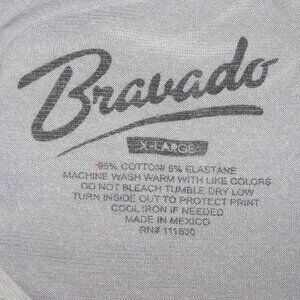 Bravado
X-LARGE
95% COTTON/ 5% ELASTANE
MACHINE WASH WARM WITH LIKE COLORS
DO NOT BLEACH TUMBLE DRY LOW
TURN INSIDE OUT TO PROTECT PRINT
COOL IRON IF NEEDED
MADE IN MEXICO
RN# 111830